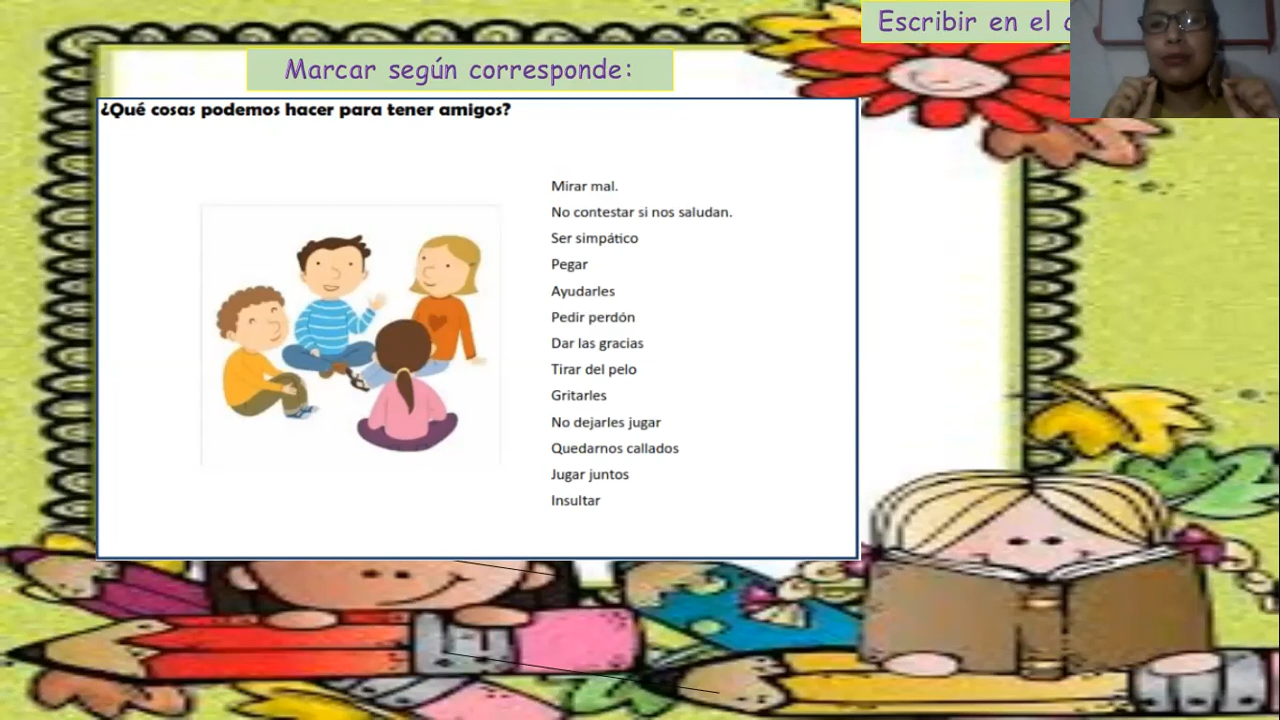 Escribir en el
Marcar según corresponde:
¿Qué cosas podemos hacer para tener amigos?
Mirar mal.
No contestar si nos saludan.
Ser simpático
Pegar
Ayudarles
Pedir perdón
Dar las gracias
Tirar del pelo
Gritarles
No dejarles jugar
Quedarnos callados
Jugar juntos
Insultar